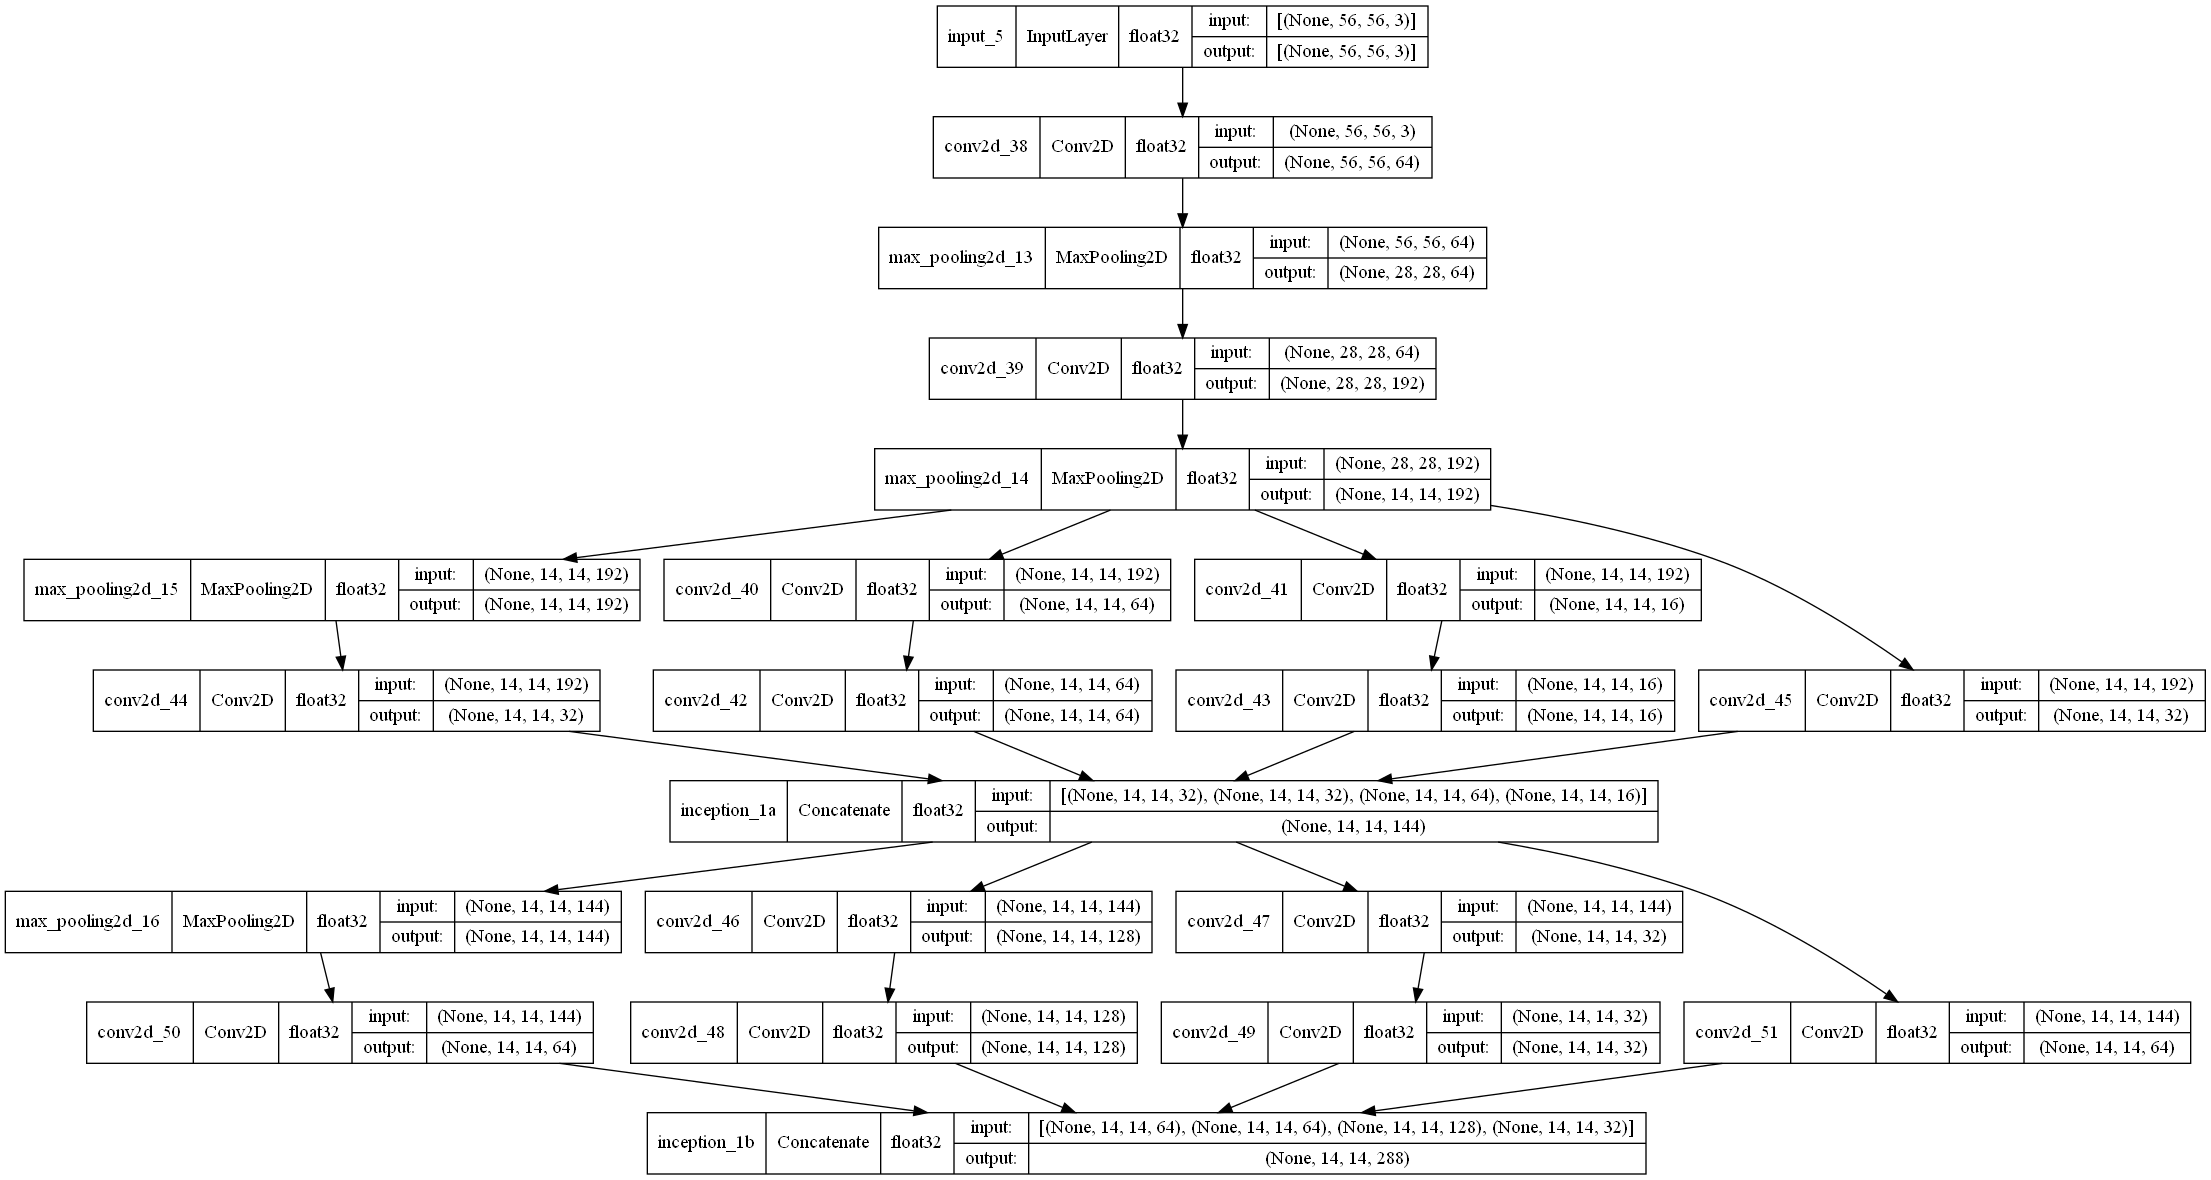 input_5 InputLayer float32 input: [(None, 56, 56, 3)]
output: [(None, 56, 56, 3)]
conv2d_38 Conv2D float32 input: (None, 56, 56, 3)
output: (None, 56, 56, 64)
max_pooling2d_13 MaxPooling2D float32 input: (None, 56, 56, 64)
output: (None, 28, 28, 64)
conv2d_39 Conv2D float32 input: (None, 28, 28, 64)
output: (None, 28, 28, 192)
max_pooling2d_14 MaxPooling2D float32 input: (None, 28, 28, 192)
output: (None, 14, 14, 192)
max_pooling2d_15 MaxPooling2D float32 input: (None, 14, 14, 192)
output: (None, 14, 14, 192)
conv2d_40 Conv2D float32 input: (None, 14, 14, 192)
output: (None, 14, 14, 64)
conv2d_41 Conv2D float32 input: (None, 14, 14, 192)
output: (None, 14, 14, 16)
conv2d_44 Conv2D float32 input: (None, 14, 14, 192)
output: (None, 14, 14, 32)
conv2d_42 Conv2D float32 input: (None, 14, 14, 64)
output: (None, 14, 14, 64)
conv2d_43 Conv2D float32 input: (None, 14, 14, 16)
output: (None, 14, 14, 16)
conv2d_45 Conv2D float32 input: (None, 14, 14, 192)
output: (None, 14, 14, 32)
inception_1a Concatenate float32 input: [(None, 14, 14, 32), (None, 14, 14, 32), (None, 14, 14, 64), (None, 14, 14, 16)]
output: (None, 14, 14, 144)
max_pooling2d_16 MaxPooling2D float32 input: (None, 14, 14, 144)
output: (None, 14, 14, 144)
conv2d_46 Conv2D float32 input: (None, 14, 14, 144)
output: (None, 14, 14, 128)
conv2d_47 Conv2D float32 input: (None, 14, 14, 144)
output: (None, 14, 14, 32)
conv2d_50 Conv2D float32 input: (None, 14, 14, 144)
output: (None, 14, 14, 64)
conv2d_48 Conv2D float32 input: (None, 14, 14, 128)
output: (None, 14, 14, 128)
conv2d_49 Conv2D float32 input: (None, 14, 14, 32)
output: (None, 14, 14, 32)
conv2d_51 Conv2D float32 input: (None, 14, 14, 144)
output: (None, 14, 14, 64)
inception_1b Concatenate float32 input: [(None, 14, 14, 64), (None, 14, 14, 64), (None, 14, 14, 128), (None, 14, 14, 32)]
output: (None, 14, 14, 288)